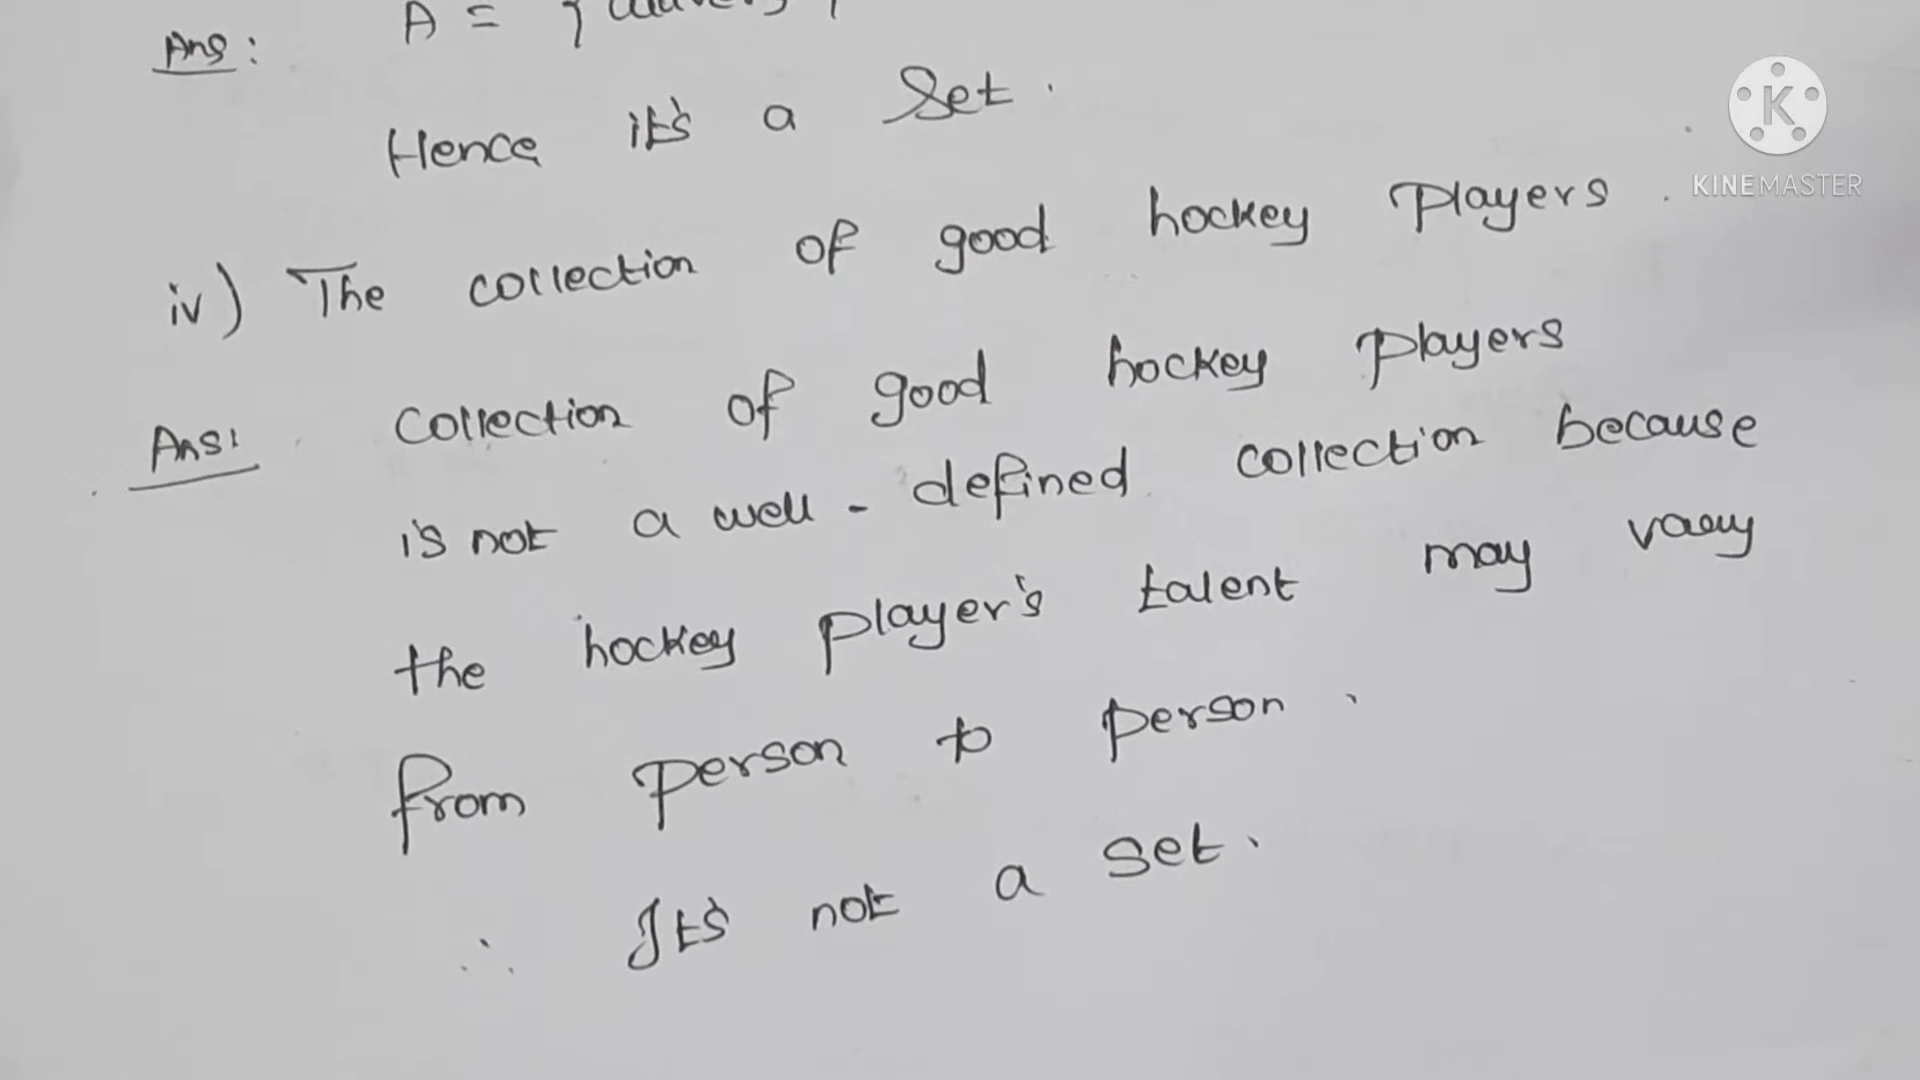 Ans: A = {
Hence it's a Set.
iv) The collection of good hockey players.
Ans: Collection of good hockey players
is not a well-defined collection because
the hockey player's talent may vary
from person to person.
∴ It's not a set.
KINEMASTER